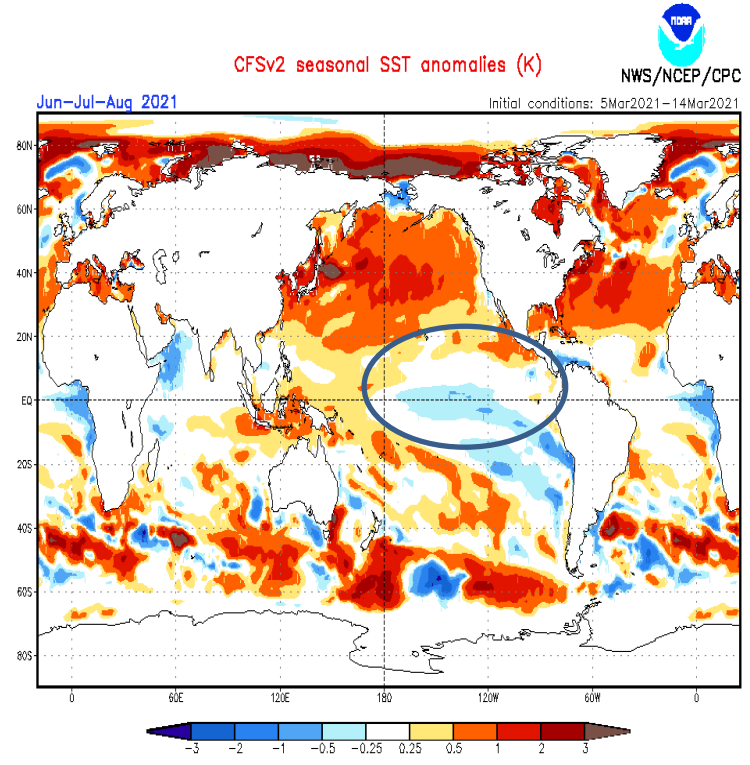 NOAA
CFSv2 seasonal SST anomalies (K)
NWS/NCEP/CPC
Jun-Jul-Aug 2021
Initial conditions: 5Mar2021-14Mar2021
80N
60N
40N
20N
EQ
20S
40S
60S
80S
0 60E 120E 180 120W 60W 0
-3 -2 -1 -0.5 -0.25 0.25 0.5 1 2 3